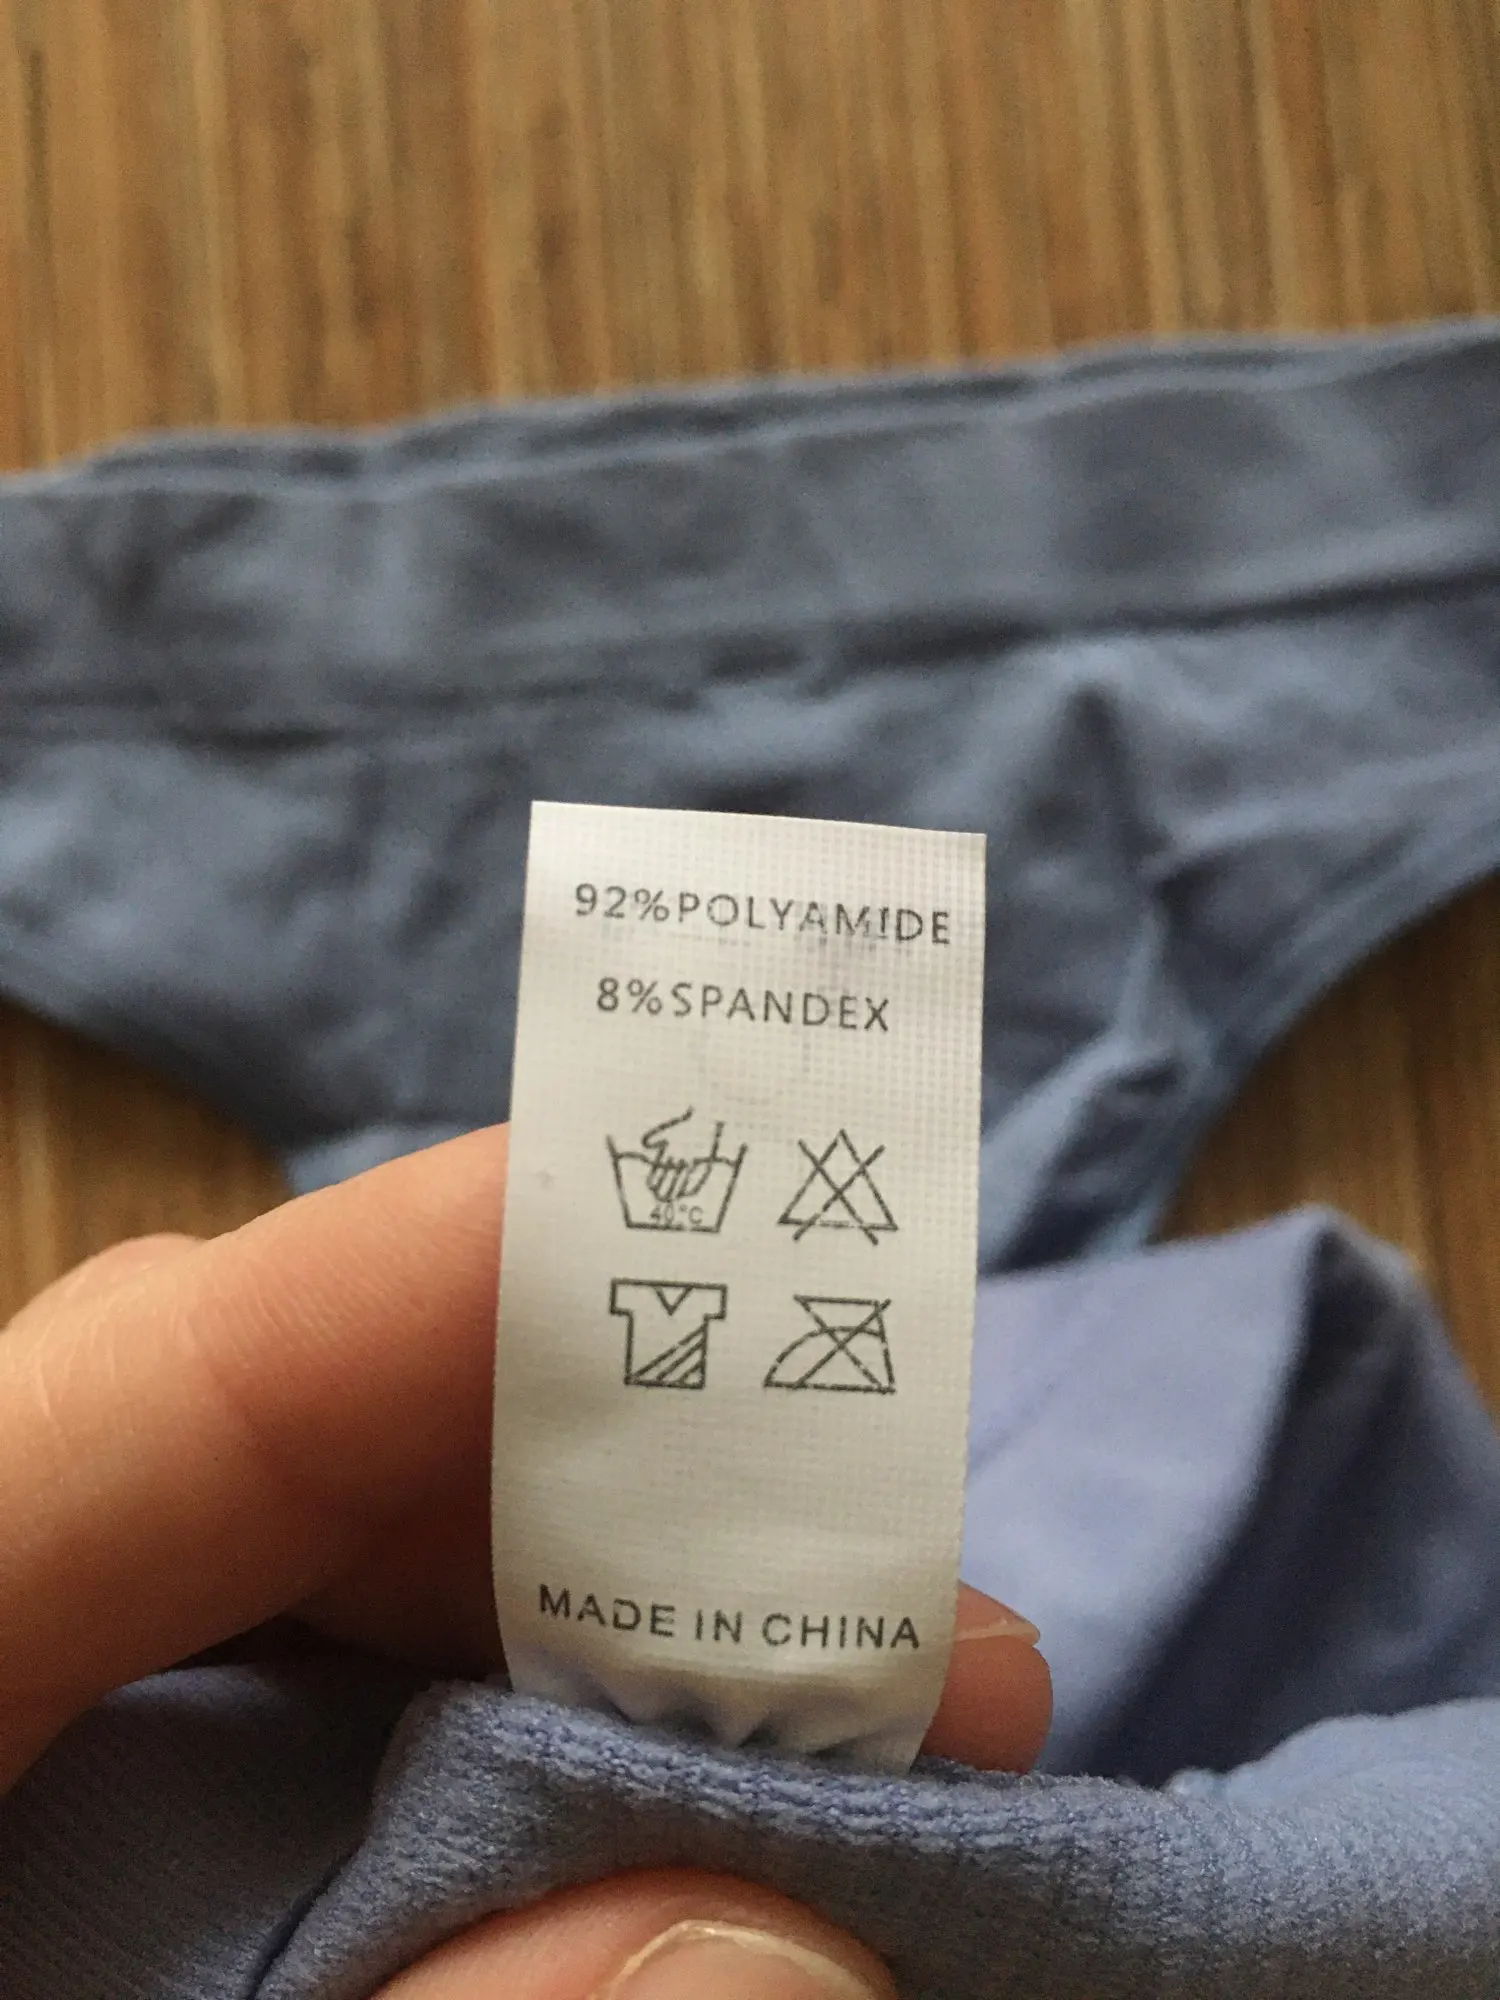 92%POLYAMIDE
8%SPANDEX
40°C
MADE IN CHINA